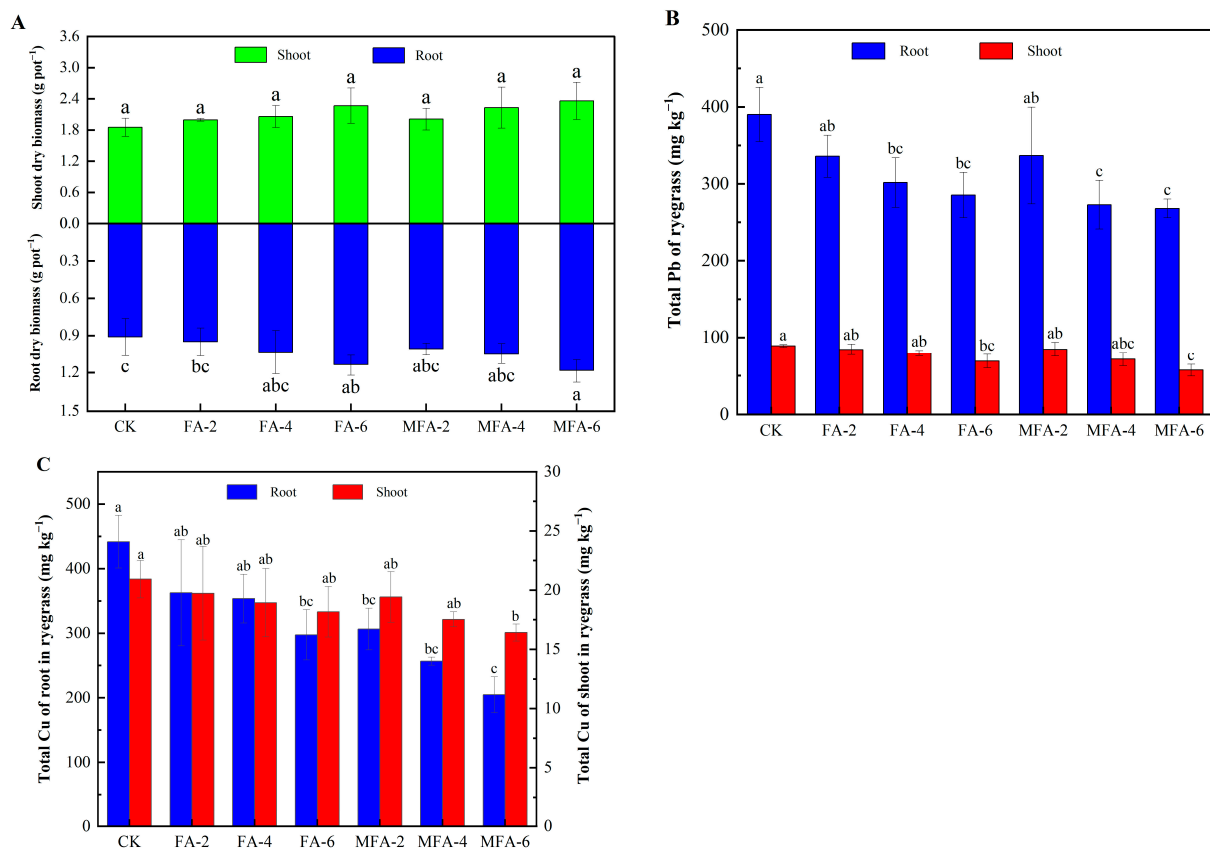 A
Shoot dry biomass (g pot⁻¹)
Root dry biomass (g pot⁻¹)
3.6
3.0
2.4
1.8
1.2
0.6
0.0
0.3
0.6
0.9
1.2
1.5
Shoot Root
a a a a a a a
c bc abc ab abc abc a
CK FA-2 FA-4 FA-6 MFA-2 MFA-4 MFA-6
B
Total Pb of ryegrass (mg kg⁻¹)
500
400
300
200
100
0
Root Shoot
a ab bc bc ab c c
a ab ab bc ab abc c
CK FA-2 FA-4 FA-6 MFA-2 MFA-4 MFA-6
C
Total Cu of root in ryegrass (mg kg⁻¹)
500
400
300
200
100
0
Root Shoot
a ab ab bc bc bc c
a ab ab ab ab ab b
30
25
20
15
10
5
0
Total Cu of shoot in ryegrass (mg kg⁻¹)
CK FA-2 FA-4 FA-6 MFA-2 MFA-4 MFA-6